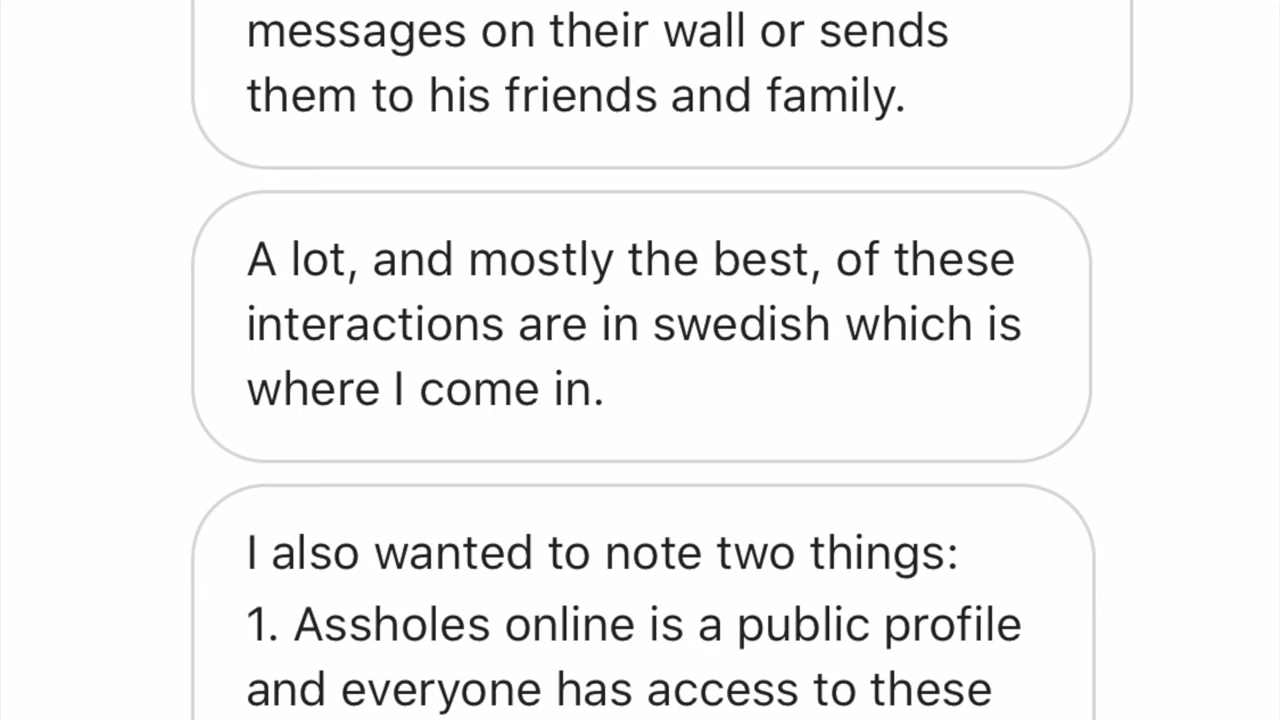 messages on their wall or sends
them to his friends and family.
A lot, and mostly the best, of these
interactions are in swedish which is
where I come in.
I also wanted to note two things:
1. Assholes online is a public profile
and everyone has access to these